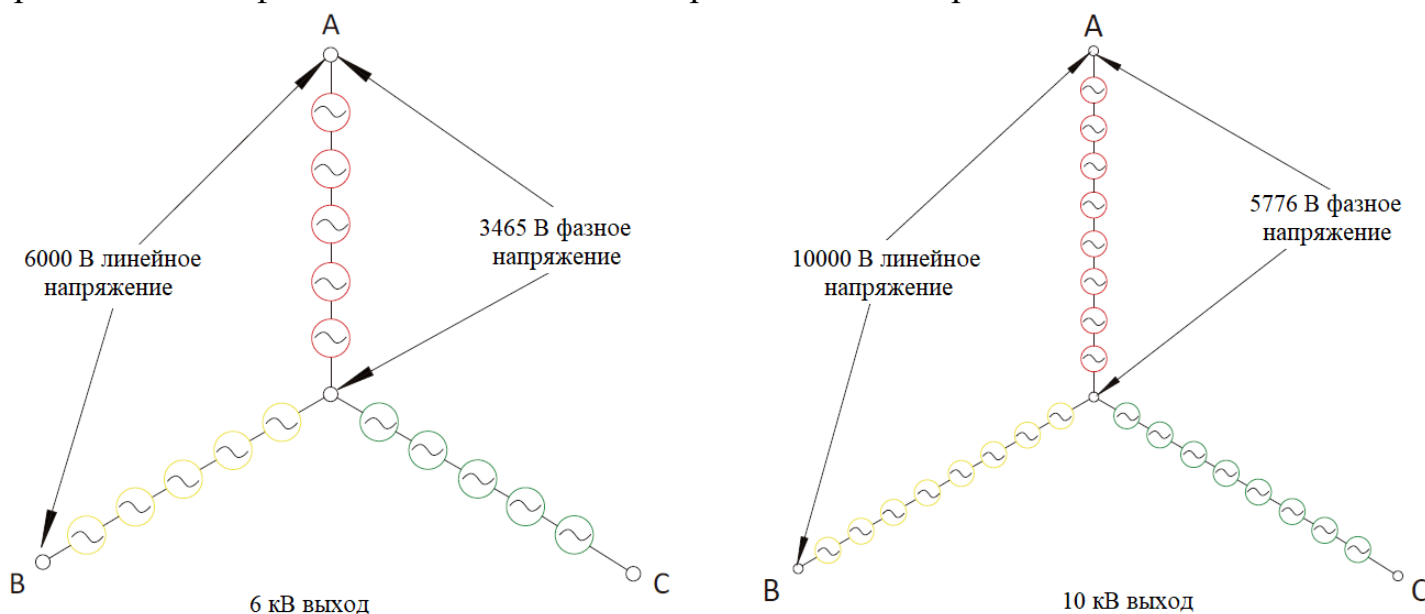 A
6000 В линейное
напряжение
3465 В фазное
напряжение
B
C
6 кВ выход
A
10000 В линейное
напряжение
5776 В фазное
напряжение
B
C
10 кВ выход